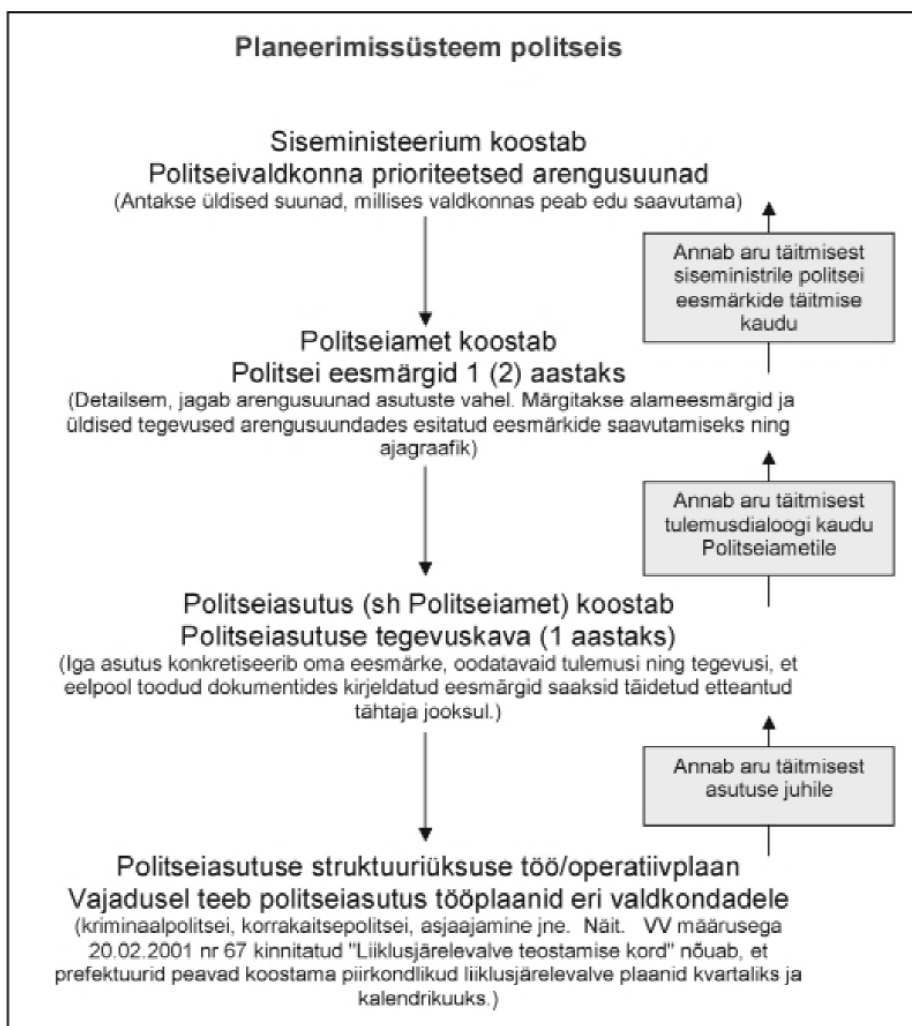 Planeerimissüsteem politseis
Siseministeerium koostab
Politseivaldkonna prioriteetsed arengusuunad
(Antakse üldised suunad, millises valdkonnas peab edu saavutama)
Annab aru täitmisest
siseministrile politsei
eesmärkide täitmise
kaudu
Politseiamet koostab
Politsei eesmärgid 1 (2) aastaks
(Detailsem, jagab arengusuunad asutuste vahel. Märgitakse alameesmärgid ja
üldised tegevused arengusuundades esitatud eesmärkide saavutamiseks ning
ajagraafik)
Annab aru täitmisest
tulemusdialoogi kaudu
Politseiametile
Politseiasutus (sh Politseiamet) koostab
Politseiasutuse tegevuskava (1 aastaks)
(Iga asutus konkretiseerib oma eesmärke, oodatavaid tulemusi ning tegevusi, et
eelpool toodud dokumentides kirjeldatud eesmärgid saaksid täidetud etteantud
tähtaja jooksul.)
Annab aru täitmisest
asutuse juhile
Politseiasutuse struktuuriüksuse töö/operatiivplaan
Vajadusel teeb politseiasutus tööplaanid eri valdkondadele
(kriminaalpolitsei, korrakaitsepolitsei, asjaajamine jne. Näit. VV määrusega
20.02.2001 nr 67 kinnitatud "Liiklusjärelevalve teostamise kord" nõuab, et
prefektuurid peavad koostama piirkondlikud liiklusjärelevalve plaanid kvartaliks ja
kalendrikuuks.)